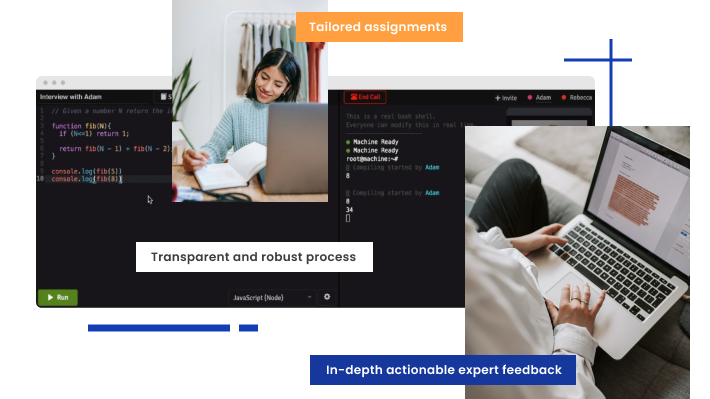 Tailored assignments
Interview with Adam
End Call
Invite
Adam
Rebecca
1 // Given a number N return the
3 function fib(N){
if (N<=1) return 1;
return fib(N - 1) + fib(N - 2)
}
console.log(fib(5))
10 console.log(fib(8))
This is a real bash shell.
Everyone can modify this in real time
Machine Ready
Machine Ready
root@machine:~#
Compiling started by Adam
8
Compiling started by Adam
8
34
Transparent and robust process
Run
JavaScript (Node)
In-depth actionable expert feedback